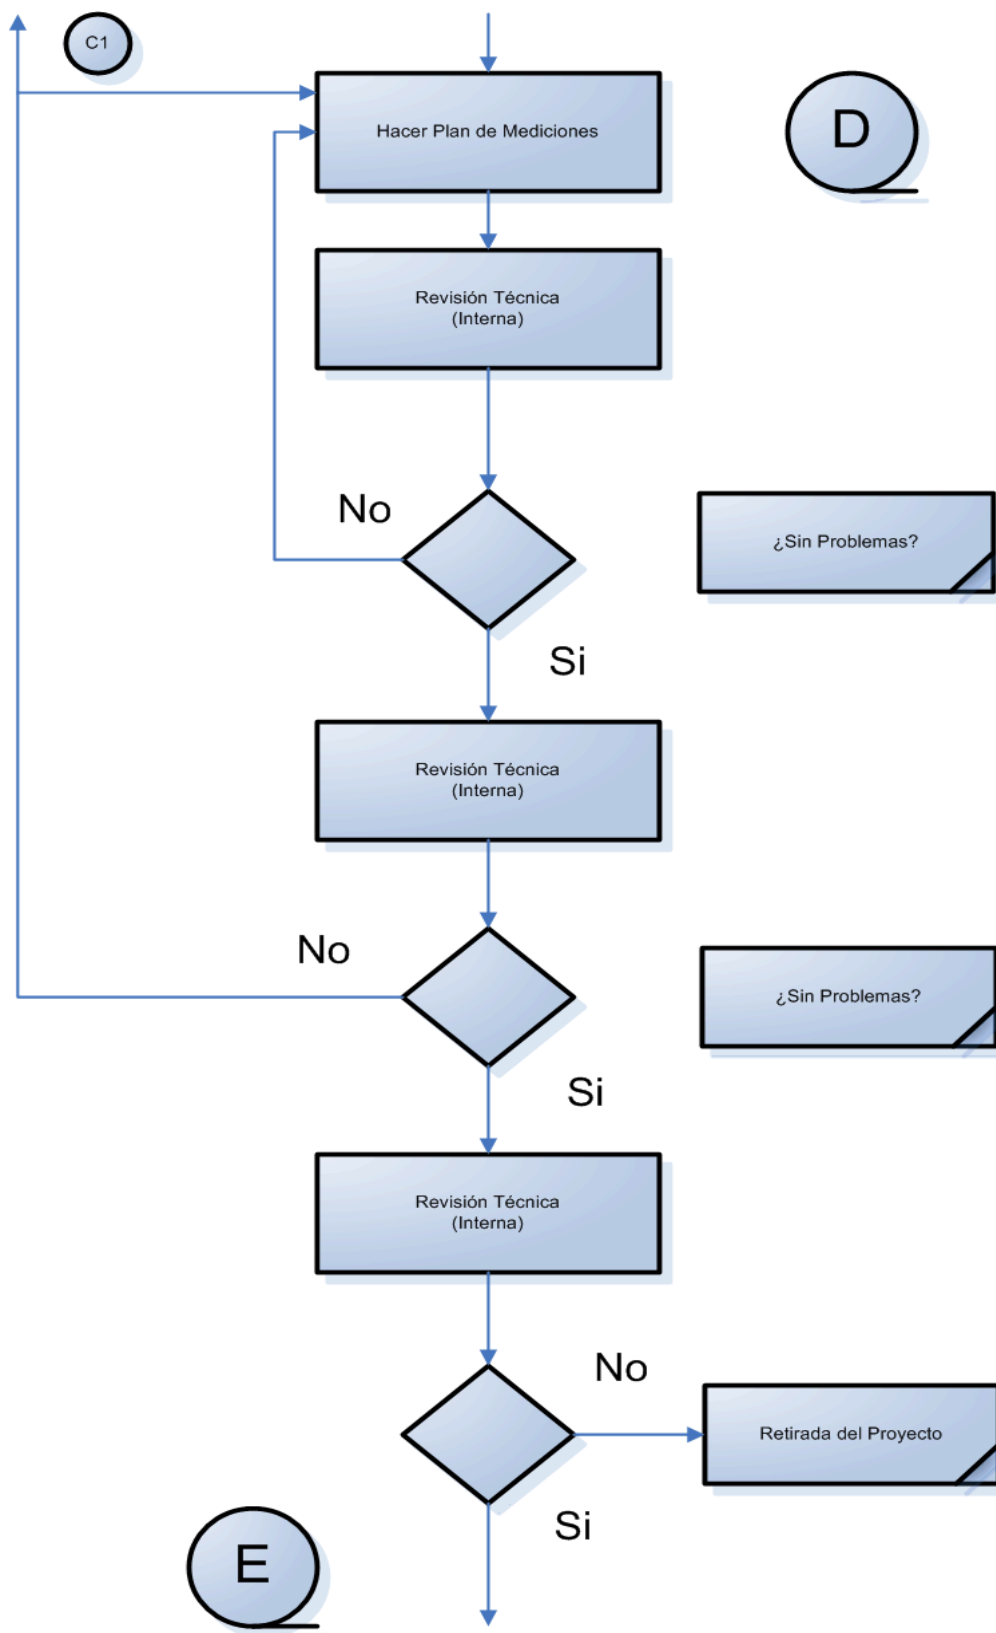 C1
Hacer Plan de Mediciones
D
Revisión Técnica
(Interna)
No
¿Sin Problemas?
Si
Revisión Técnica
(Interna)
No
¿Sin Problemas?
Si
Revisión Técnica
(Interna)
No
Retirada del Proyecto
Si
E